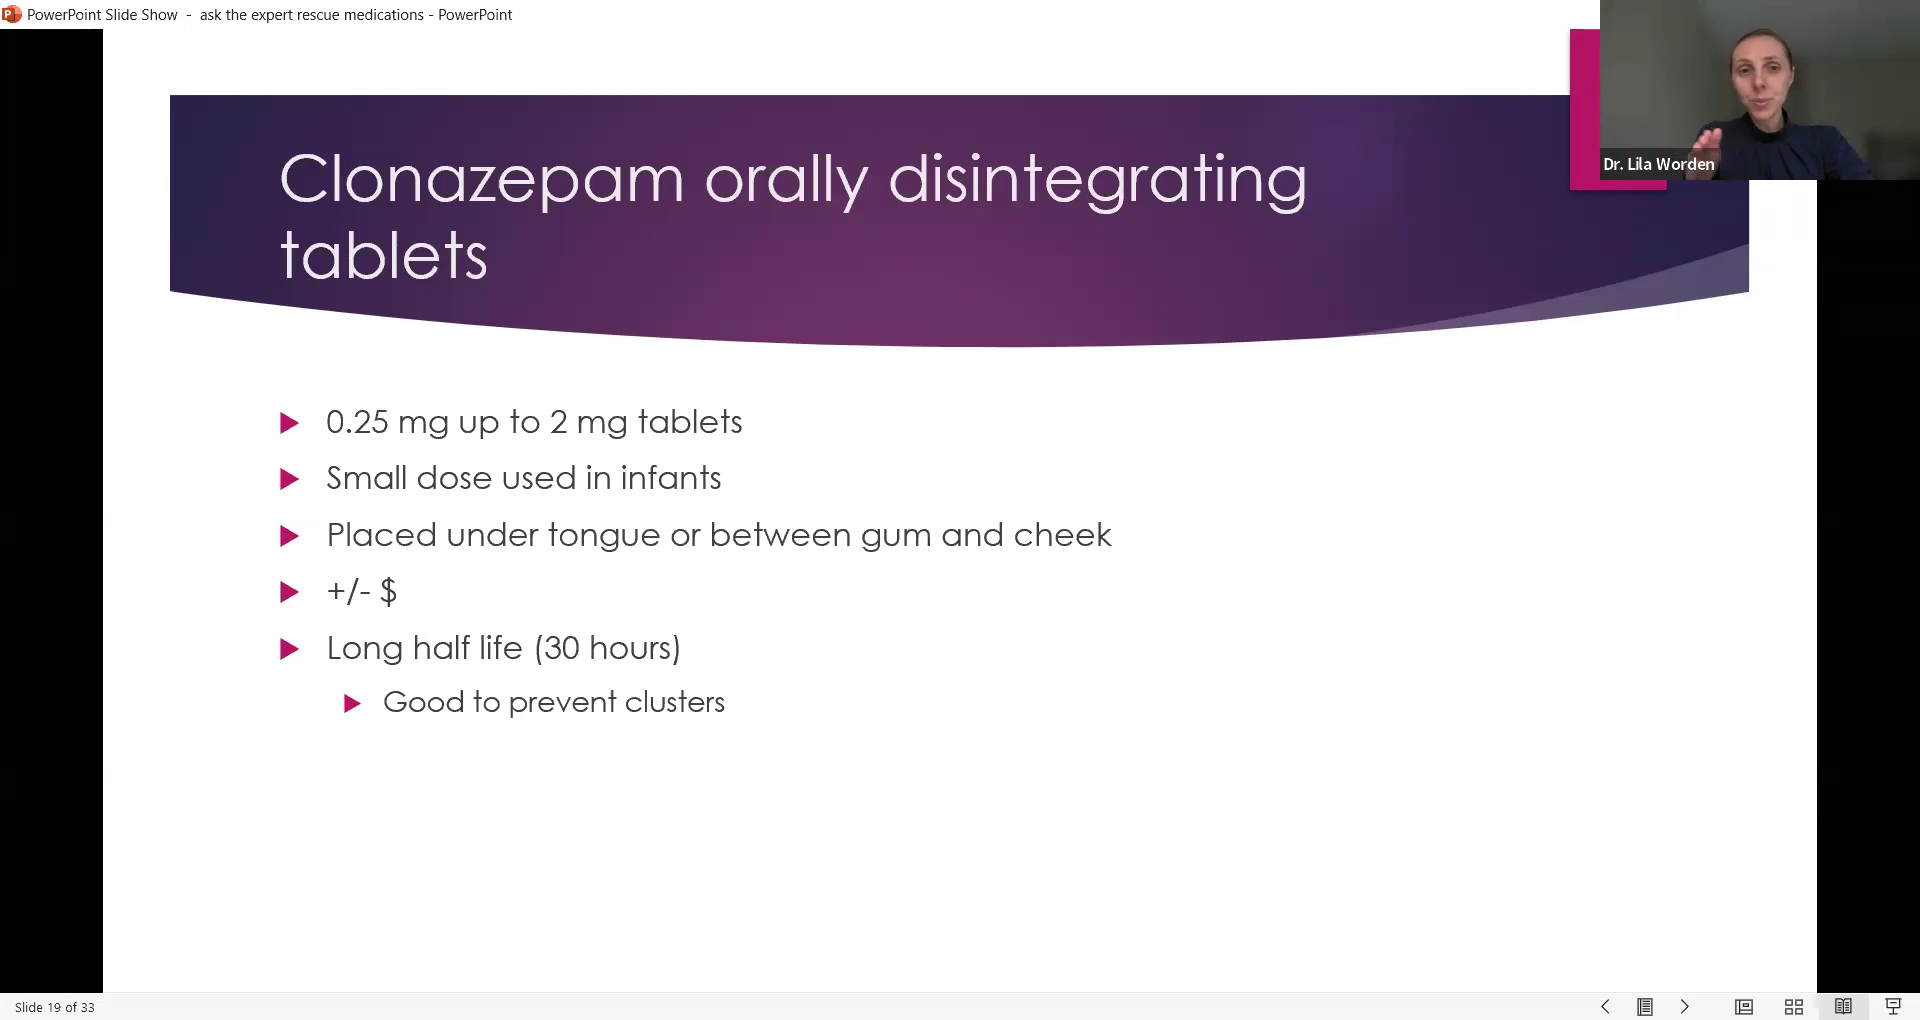 PowerPoint Slide Show - ask the expert rescue medications - PowerPoint
Dr. Lila Worden
Clonazepam orally disintegrating
tablets
0.25 mg up to 2 mg tablets
Small dose used in infants
Placed under tongue or between gum and cheek
+/- $
Long half life (30 hours)
Good to prevent clusters
Slide 19 of 33